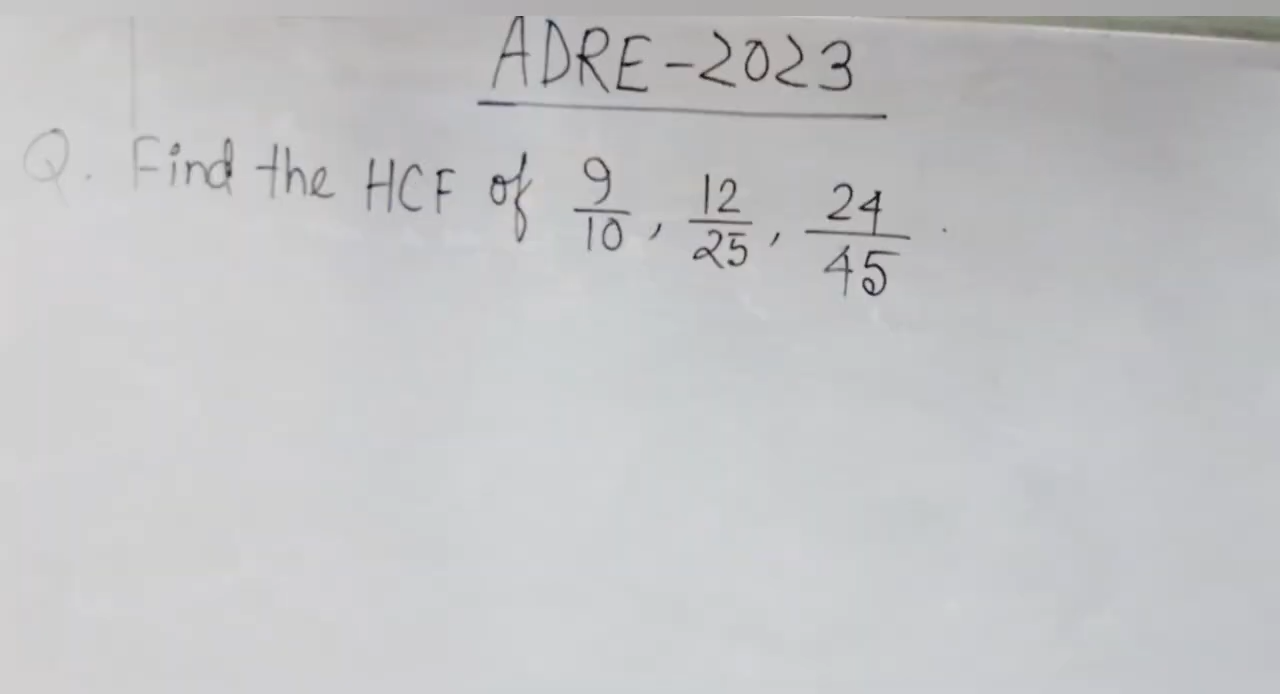 ADRE-2023
Q. Find the HCF of 9/10, 12/25, 24/45.